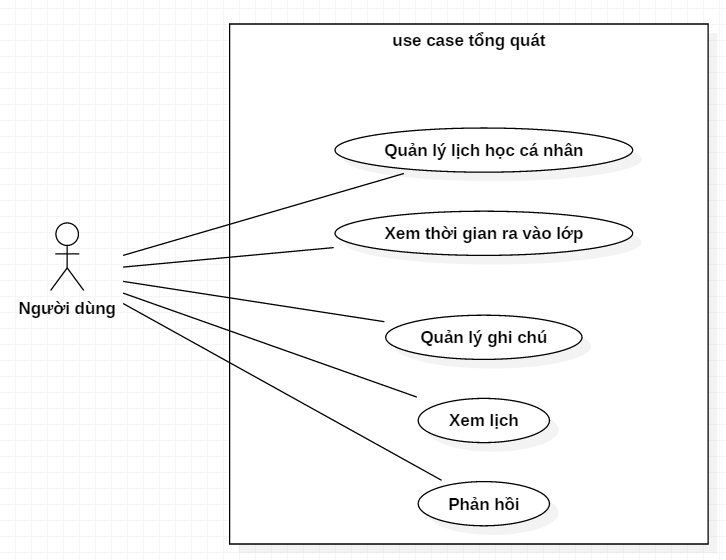 use case tổng quát
Quản lý lịch học cá nhân
Xem thời gian ra vào lớp
Người dùng
Quản lý ghi chú
Xem lịch
Phản hồi